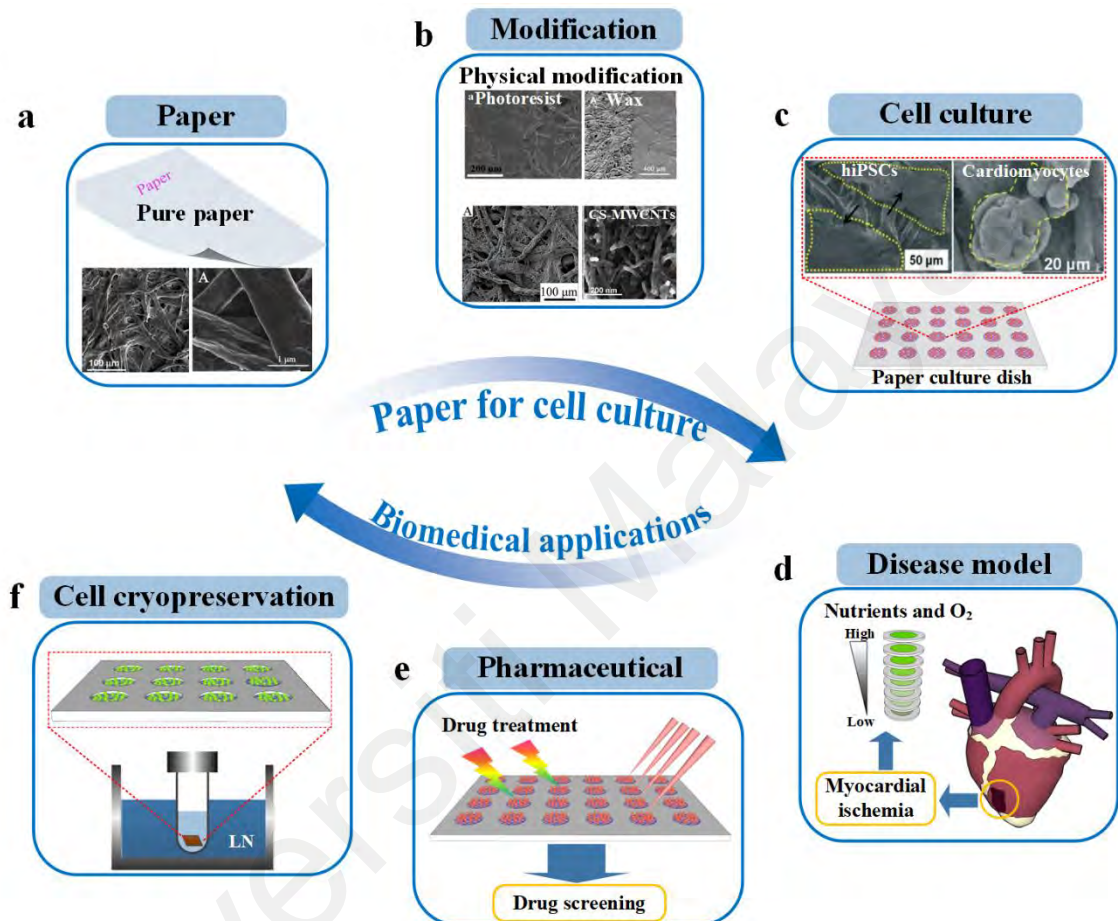 a
Paper
Paper
Pure paper
100 μm
A
1 μm
b
Modification
Physical modification
a Photoresist
200 μm
A Wax
400 μm
A
100 μm
CS-MWCNTs
200 nm
c
Cell culture
hiPSCs
50 μm
Cardiomyocytes
20 μm
Paper culture dish
Paper for cell culture
Biomedical applications
d
Disease model
Nutrients and O₂
High
Low
Myocardial
ischemia
e
Pharmaceutical
Drug treatment
Drug screening
f
Cell cryopreservation
LN
versiti Malaya